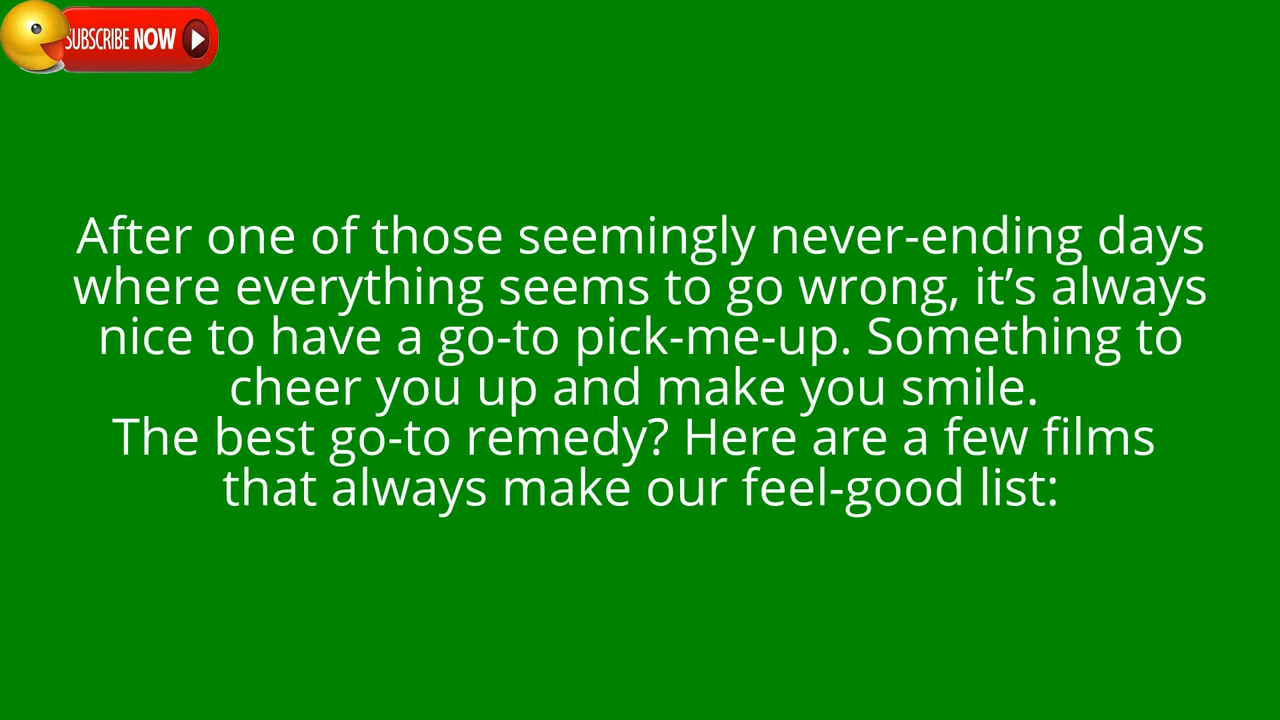 SUBSCRIBE NOW
After one of those seemingly never-ending days
where everything seems to go wrong, it’s always
nice to have a go-to pick-me-up. Something to
cheer you up and make you smile.
The best go-to remedy? Here are a few films
that always make our feel-good list: